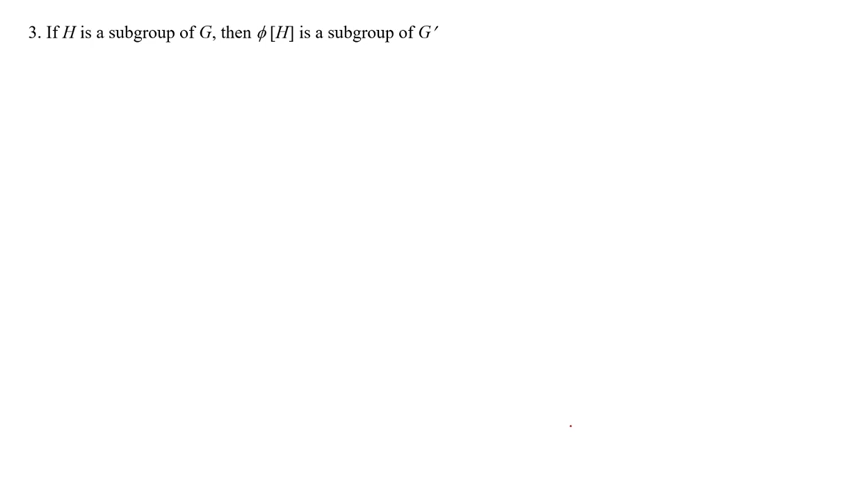 3. If H is a subgroup of G, then ϕ [H] is a subgroup of G′